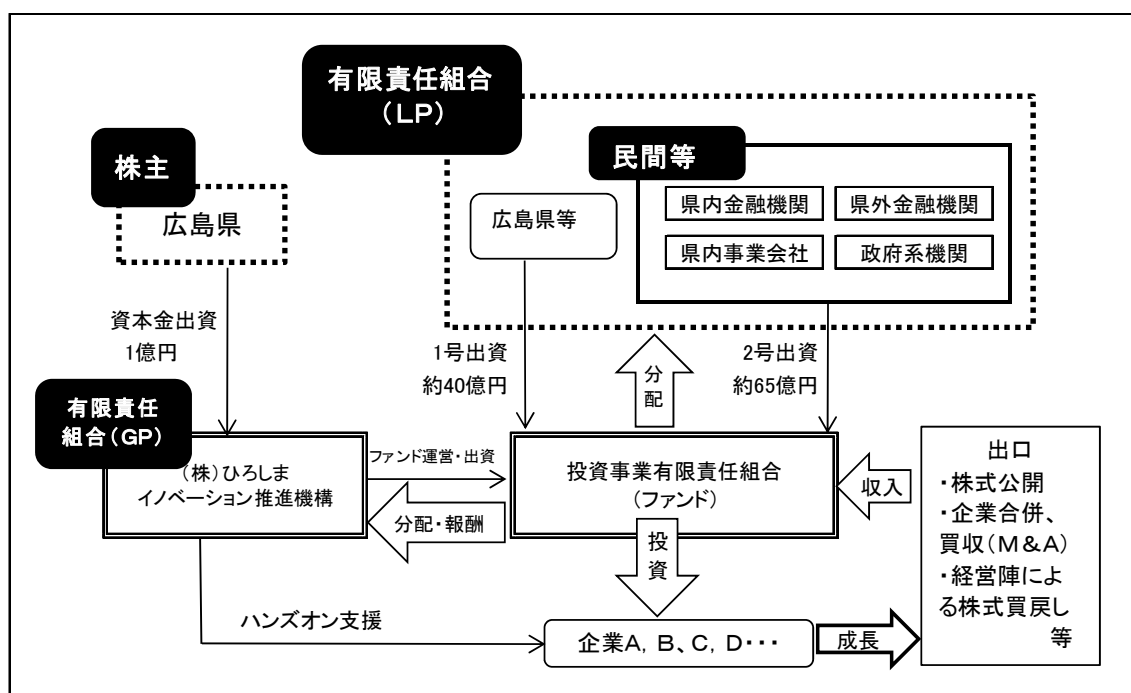 有限責任組合
（ＬＰ）
株主
民間等
広島県
広島県等
県内金融機関
県外金融機関
県内事業会社
政府系機関
資本金出資
1億円
1号出資
約40億円
分配
2号出資
約65億円
有限責任
組合（GP）
（株）ひろしま
イノベーション推進機構
ファンド運営・出資
分配・報酬
投資事業有限責任組合
（ファンド）
収入
出口
・株式公開
・企業合併、
買収（Ｍ＆Ａ）
・経営陣によ
る株式買戻し
等
投資
ハンズオン支援
企業Ａ，Ｂ、Ｃ，Ｄ・・・
成長